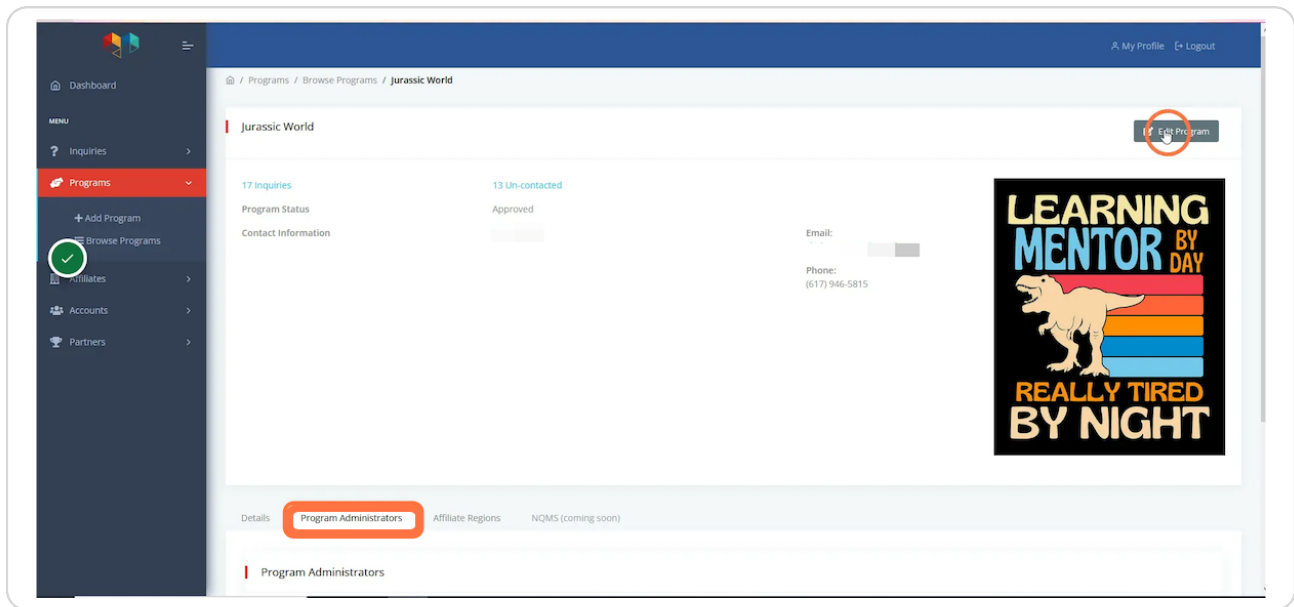 My Profile Logout
Dashboard
/ Programs / Browse Programs / Jurassic World
MENU
Jurassic World
Edit Program
Inquiries
Programs
17 Inquiries 13 Un-contacted
Program Status Approved
Add Program
Contact Information Email:
Browse Programs
Phone:
(617) 946-5815
Affiliates
Accounts
Partners
LEARNING
MENTOR BY
DAY
REALLY TIRED
BY NIGHT
Details Program Administrators Affiliate Regions NQMS (coming soon)
Program Administrators